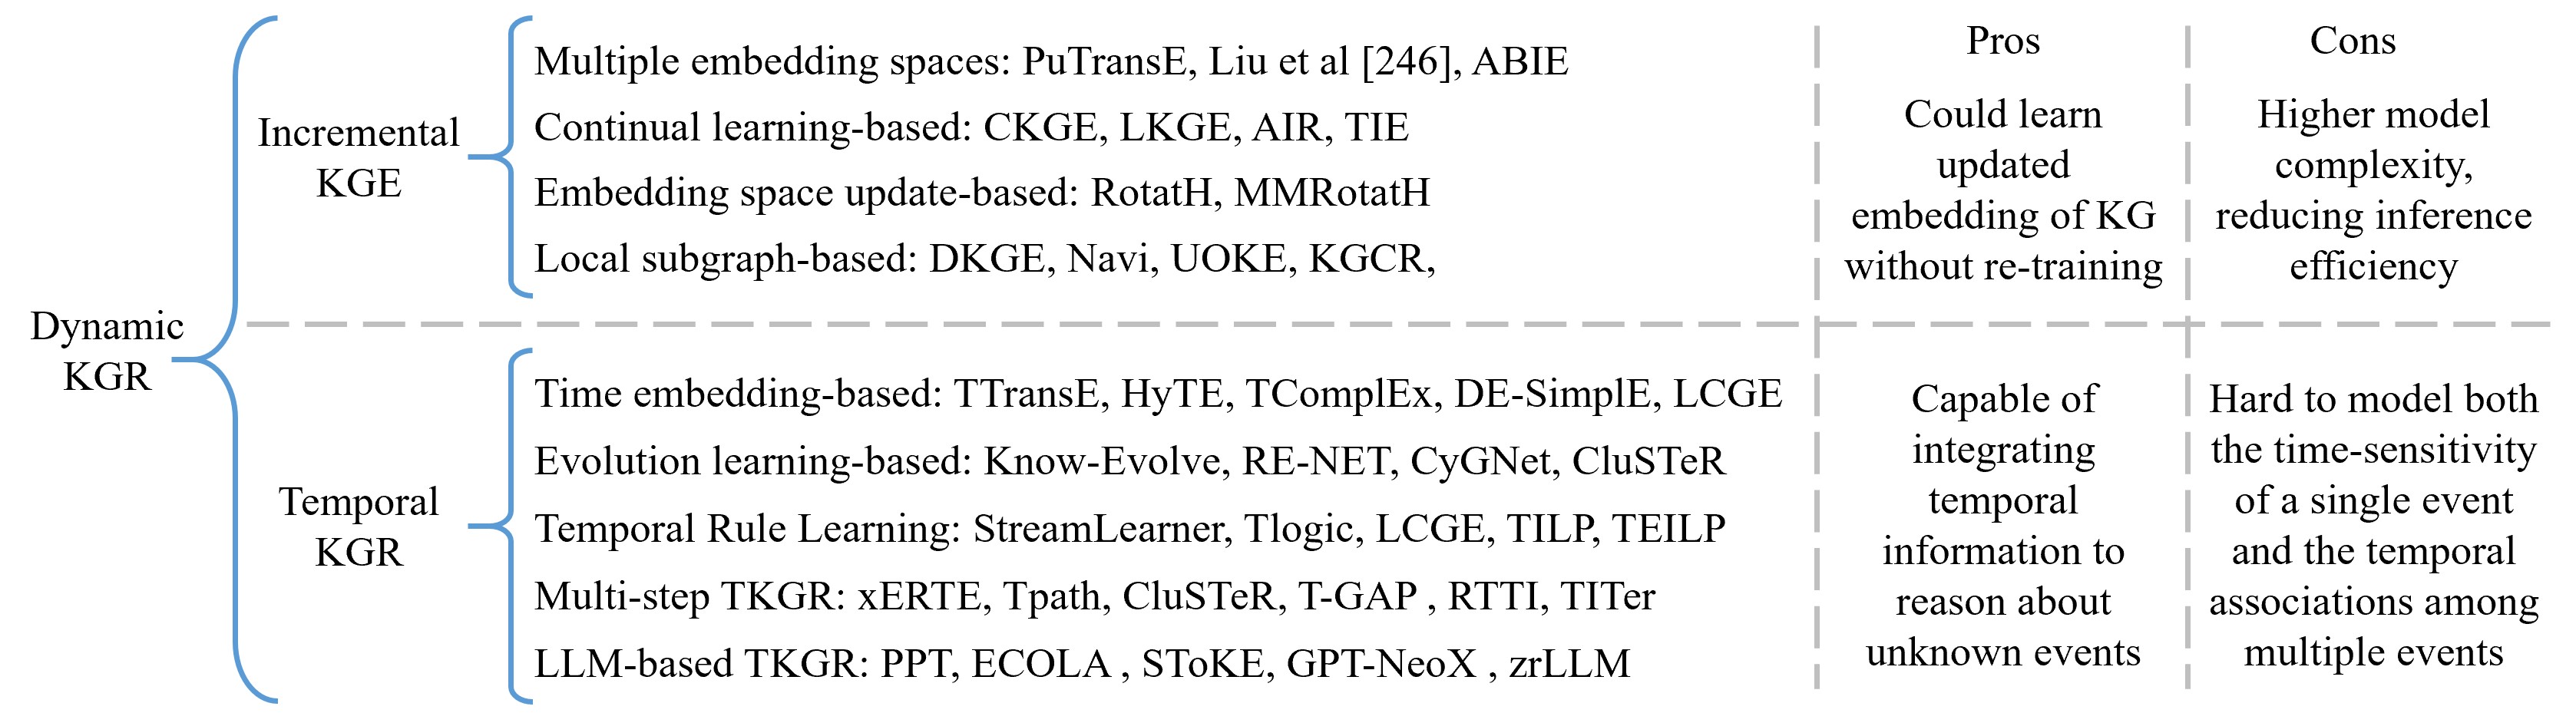 Dynamic
KGR
Incremental
KGE
Multiple embedding spaces: PuTransE, Liu et al [246], ABIE
Continual learning-based: CKGE, LKGE, AIR, TIE
Embedding space update-based: RotatH, MMRotatH
Local subgraph-based: DKGE, Navi, UOKE, KGCR,
Pros
Could learn
updated
embedding of KG
without re-training
Cons
Higher model
complexity,
reducing inference
efficiency
Temporal
KGR
Time embedding-based: TTransE, HyTE, TComplEx, DE-SimplE, LCGE
Evolution learning-based: Know-Evolve, RE-NET, CyGNet, CluSTeR
Temporal Rule Learning: StreamLearner, Tlogic, LCGE, TILP, TEILP
Multi-step TKGR: xERTE, Tpath, CluSTeR, T-GAP , RTTI, TITer
LLM-based TKGR: PPT, ECOLA , SToKE, GPT-NeoX , zrLLM
Capable of
integrating
temporal
information to
reason about
unknown events
Hard to model both
the time-sensitivity
of a single event
and the temporal
associations among
multiple events